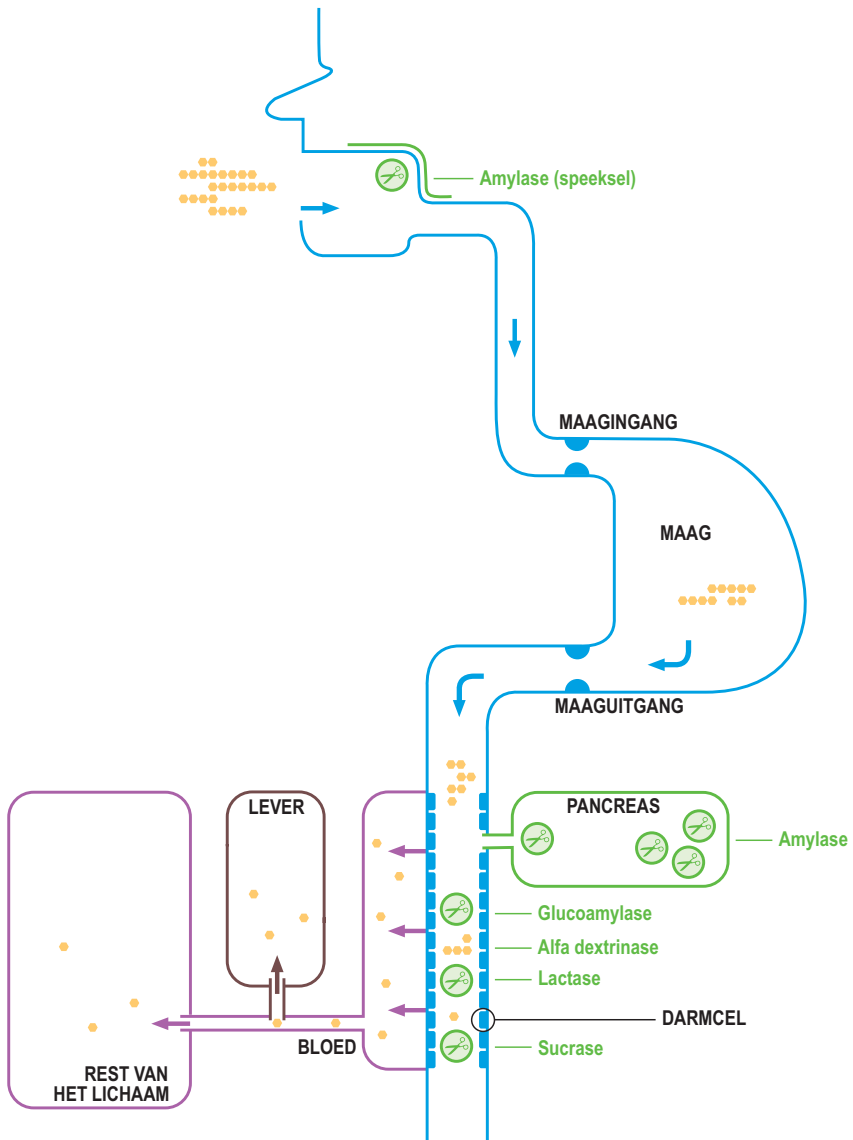 Amylase (speeksel)
MAAGINGANG
MAAG
MAAGUITGANG
LEVER
PANCREAS
Amylase
Glucoamylase
Alfa dextrinase
Lactase
DARMCEL
BLOED
Sucrase
REST VAN
HET LICHAAM